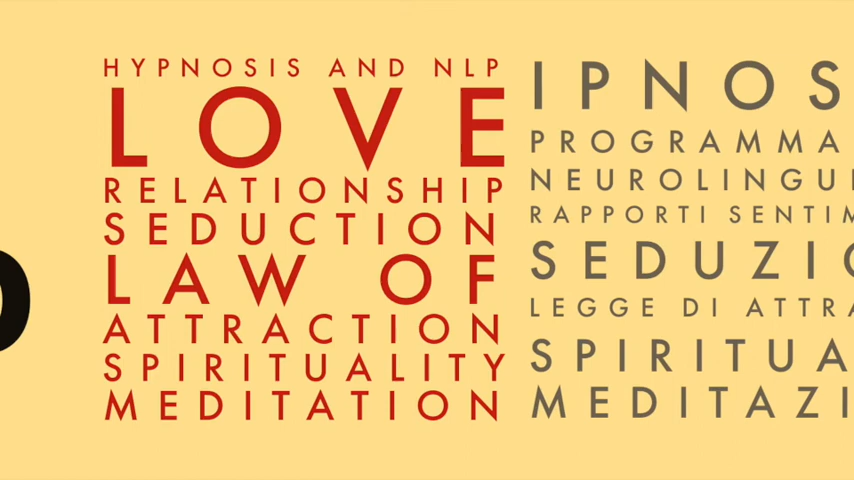 HYPNOSIS AND NLP
LOVE
RELATIONSHIP
SEDUCTION
LAW OF
ATTRACTION
SPIRITUALITY
MEDITATION
IPNOS
PROGRAMMA
NEUROLINGU
RAPPORTI SENTIM
SEDUZIO
LEGGE DI ATTRA
SPIRITUA
MEDITAZI